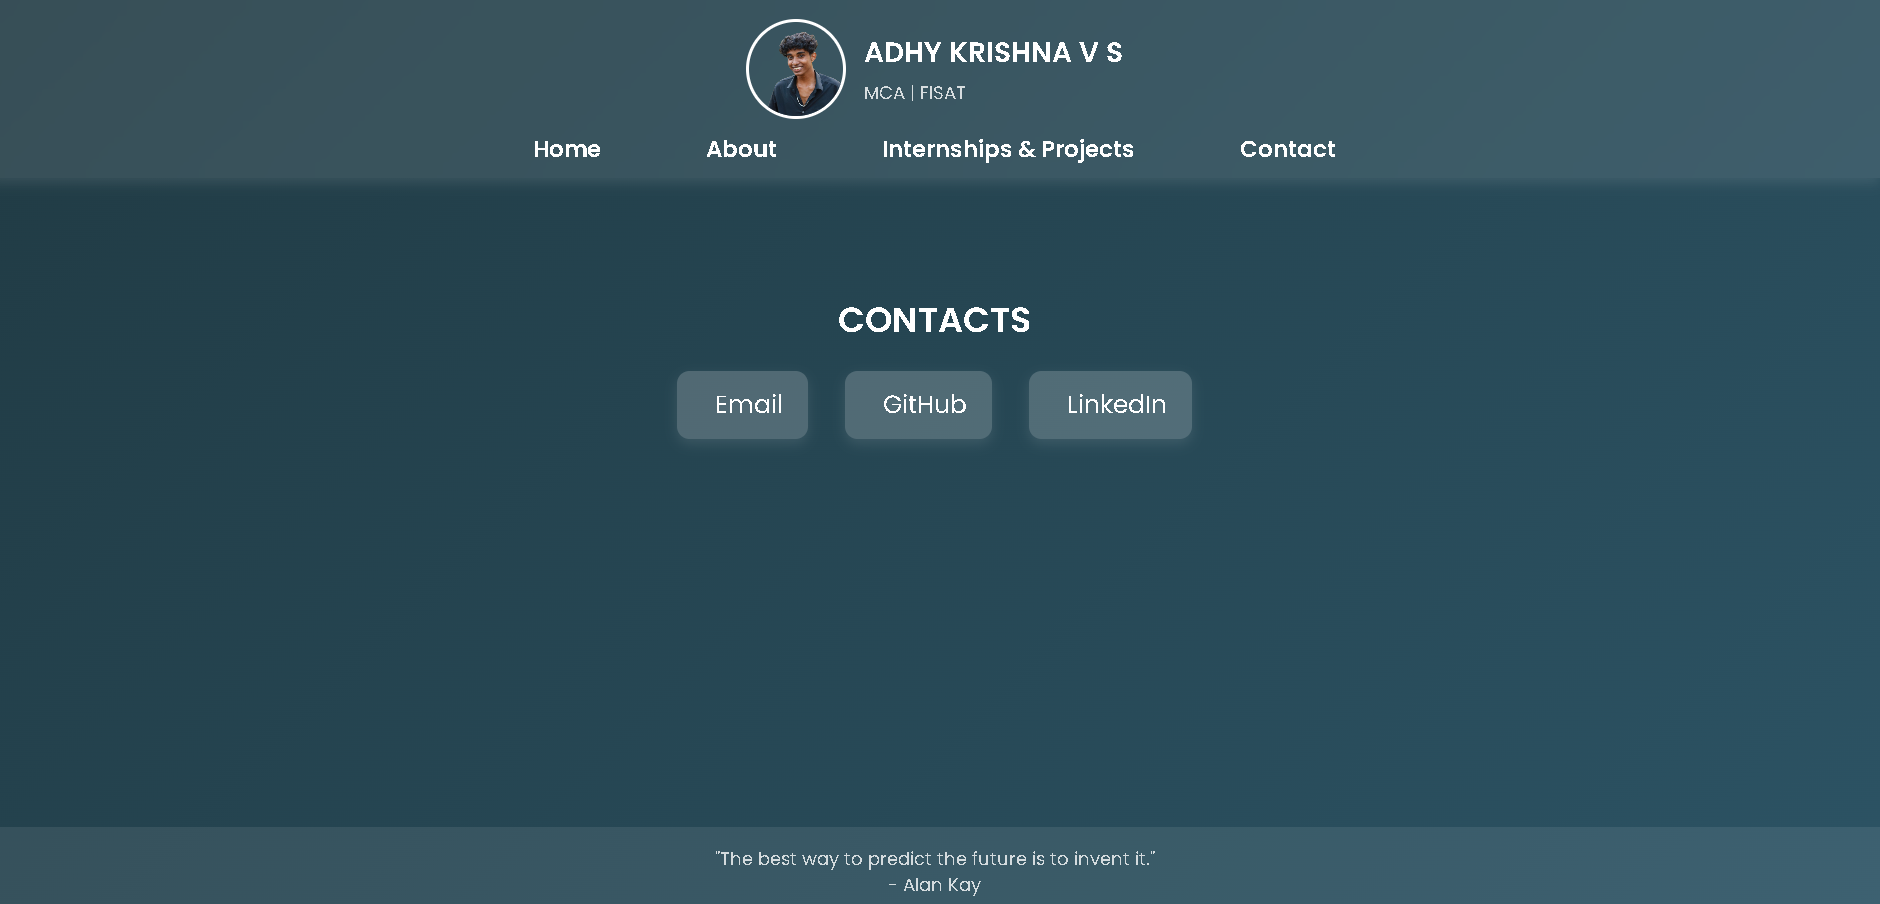 ADHY KRISHNA V S
MCA | FISAT
Home About Internships & Projects Contact
CONTACTS
Email GitHub LinkedIn
"The best way to predict the future is to invent it."
- Alan Kay